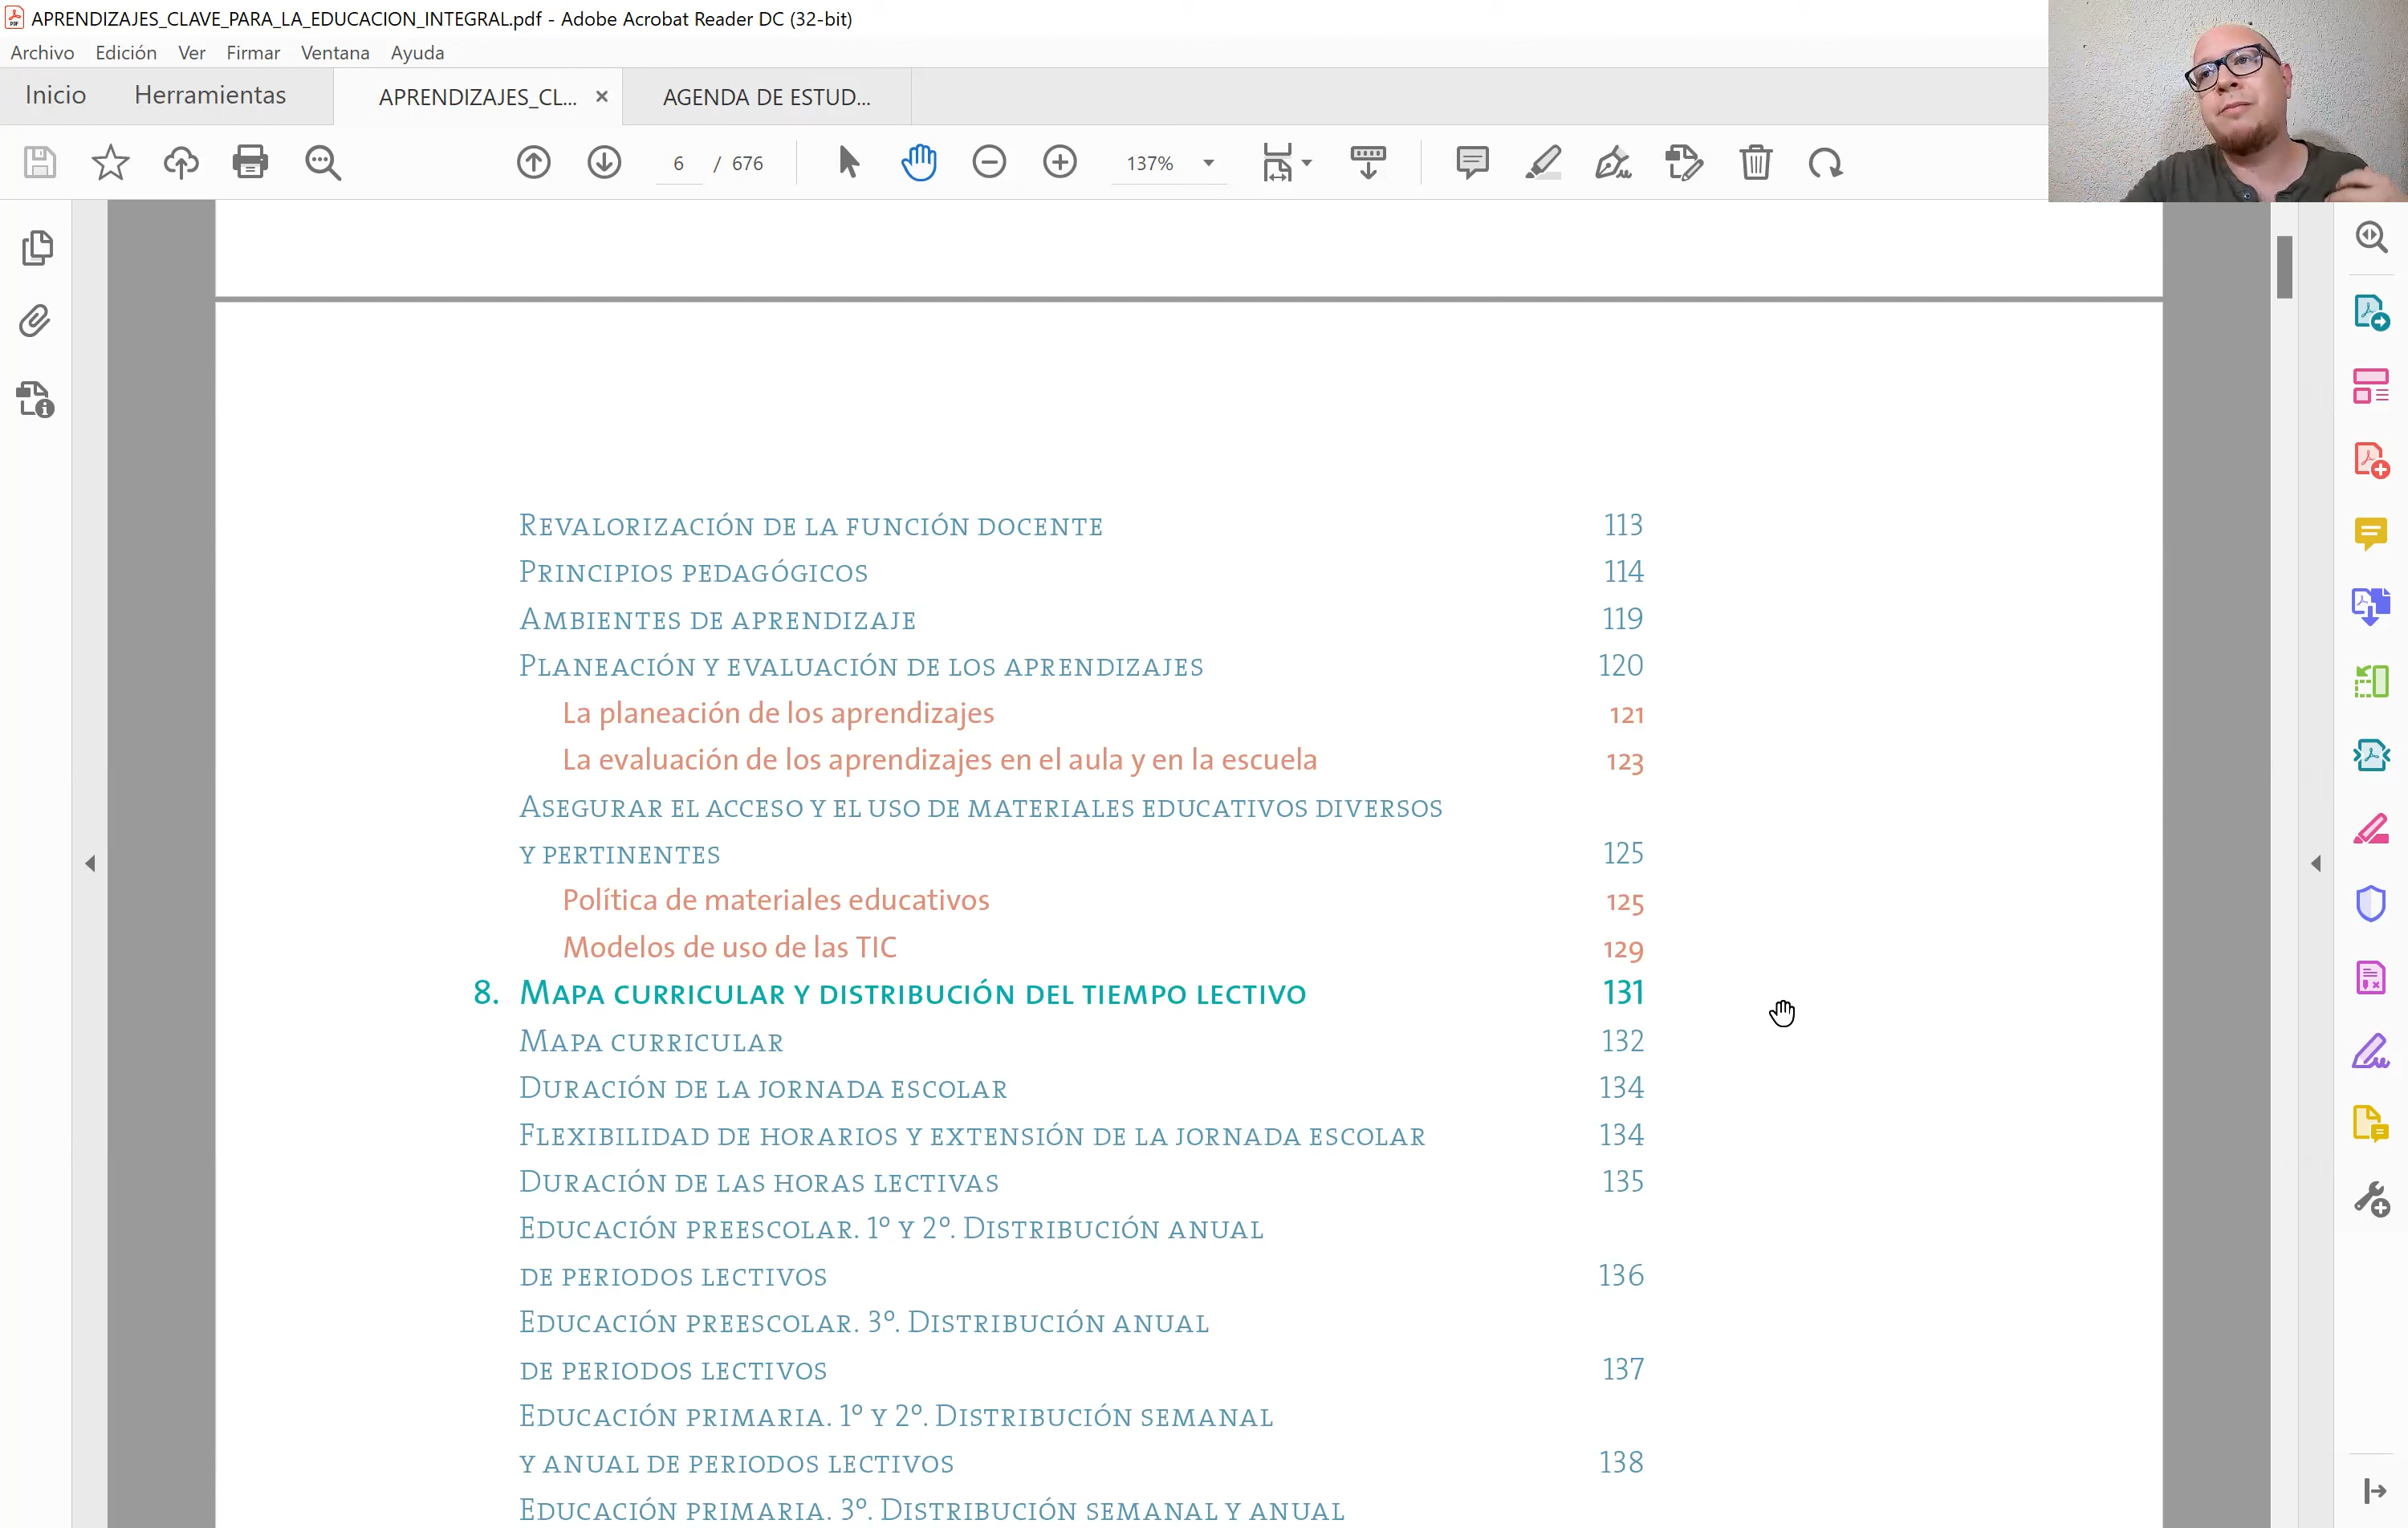 APRENDIZAJES_CLAVE_PARA_LA_EDUCACION_INTEGRAL.pdf - Adobe Acrobat Reader DC (32-bit)
Archivo Edición Ver Firmar Ventana Ayuda
Inicio Herramientas APRENDIZAJES_CL... × AGENDA DE ESTUD...
6 / 676 137%
REVALORIZACIÓN DE LA FUNCIÓN DOCENTE 113
PRINCIPIOS PEDAGÓGICOS 114
AMBIENTES DE APRENDIZAJE 119
PLANEACIÓN Y EVALUACIÓN DE LOS APRENDIZAJES 120
La planeación de los aprendizajes 121
La evaluación de los aprendizajes en el aula y en la escuela 123
ASEGURAR EL ACCESO Y EL USO DE MATERIALES EDUCATIVOS DIVERSOS
Y PERTINENTES 125
Política de materiales educativos 125
Modelos de uso de las TIC 129
8. MAPA CURRICULAR Y DISTRIBUCIÓN DEL TIEMPO LECTIVO 131
MAPA CURRICULAR 132
DURACIÓN DE LA JORNADA ESCOLAR 134
FLEXIBILIDAD DE HORARIOS Y EXTENSIÓN DE LA JORNADA ESCOLAR 134
DURACIÓN DE LAS HORAS LECTIVAS 135
EDUCACIÓN PREESCOLAR. 1º Y 2º. DISTRIBUCIÓN ANUAL
DE PERIODOS LECTIVOS 136
EDUCACIÓN PREESCOLAR. 3º. DISTRIBUCIÓN ANUAL
DE PERIODOS LECTIVOS 137
EDUCACIÓN PRIMARIA. 1º Y 2º. DISTRIBUCIÓN SEMANAL
Y ANUAL DE PERIODOS LECTIVOS 138
EDUCACIÓN PRIMARIA. 3º. DISTRIBUCIÓN SEMANAL Y ANUAL